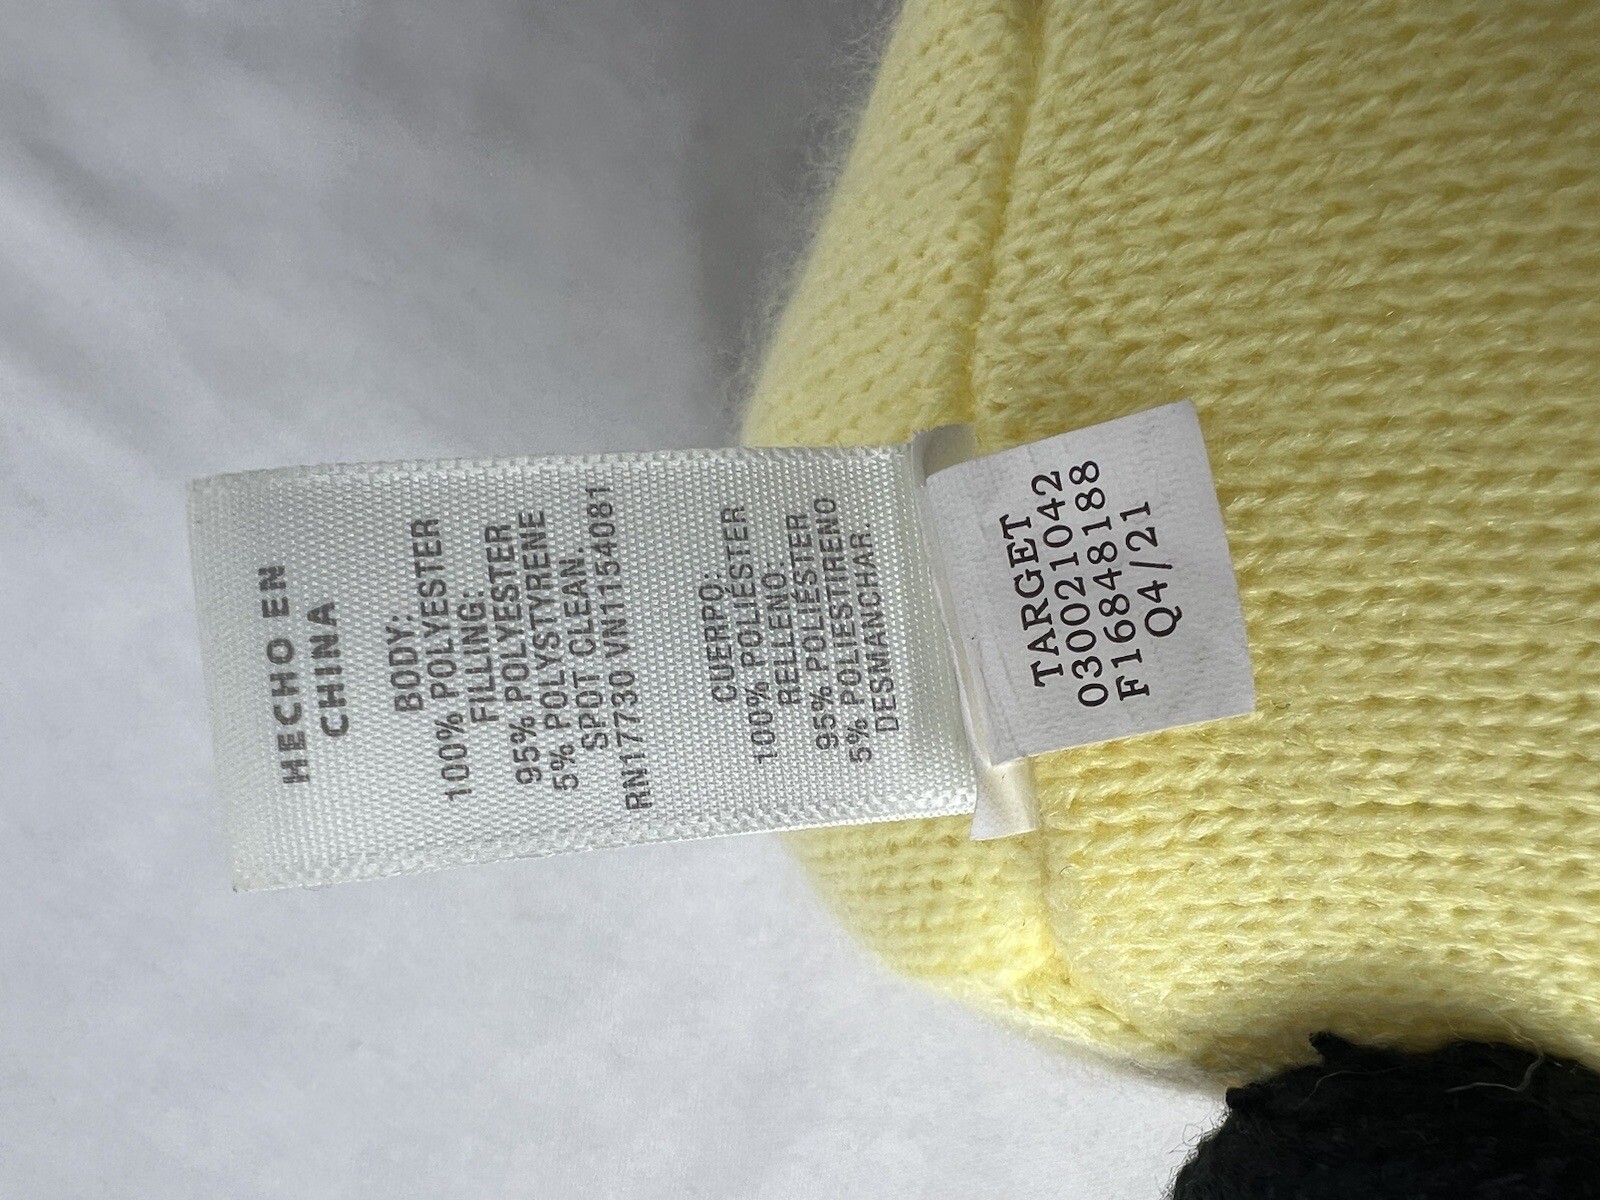 HECHO EN
CHINA
BODY:
100% POLYESTER
FILLING:
95% POLYESTER
5% POLYSTYRENE
SPOT CLEAN.
RN17730 VN1154081
CUERPO:
100% POLIÉSTER
RELLENO:
95% POLIÉSTER
5% POLIESTIRENO
DESMANCHAR.
TARGET
030021042
F16848188
Q4/21